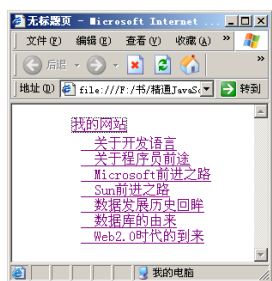 无标题页 - Microsoft Internet ...
文件(F) 编辑(E) 查看(V) 收藏(A) »
后退 »
地址(D) file:///F:/书/精通JavaSc 转到
我的网站
关于开发语言
关于程序员前途
Microsoft前进之路
Sun前进之路
数据发展历史回眸
数据库的由来
Web2.0时代的到来
我的电脑